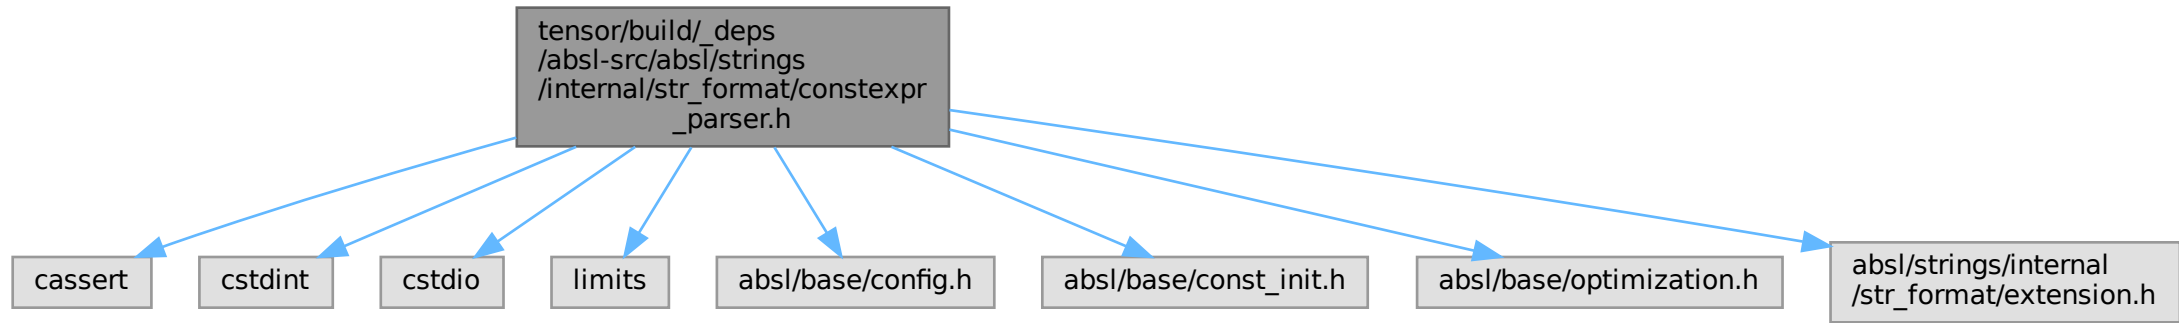 tensor/build/_deps
/absl-src/absl/strings
/internal/str_format/constexpr
_parser.h
cassert
cstdint
cstdio
limits
absl/base/config.h
absl/base/const_init.h
absl/base/optimization.h
absl/strings/internal
/str_format/extension.h